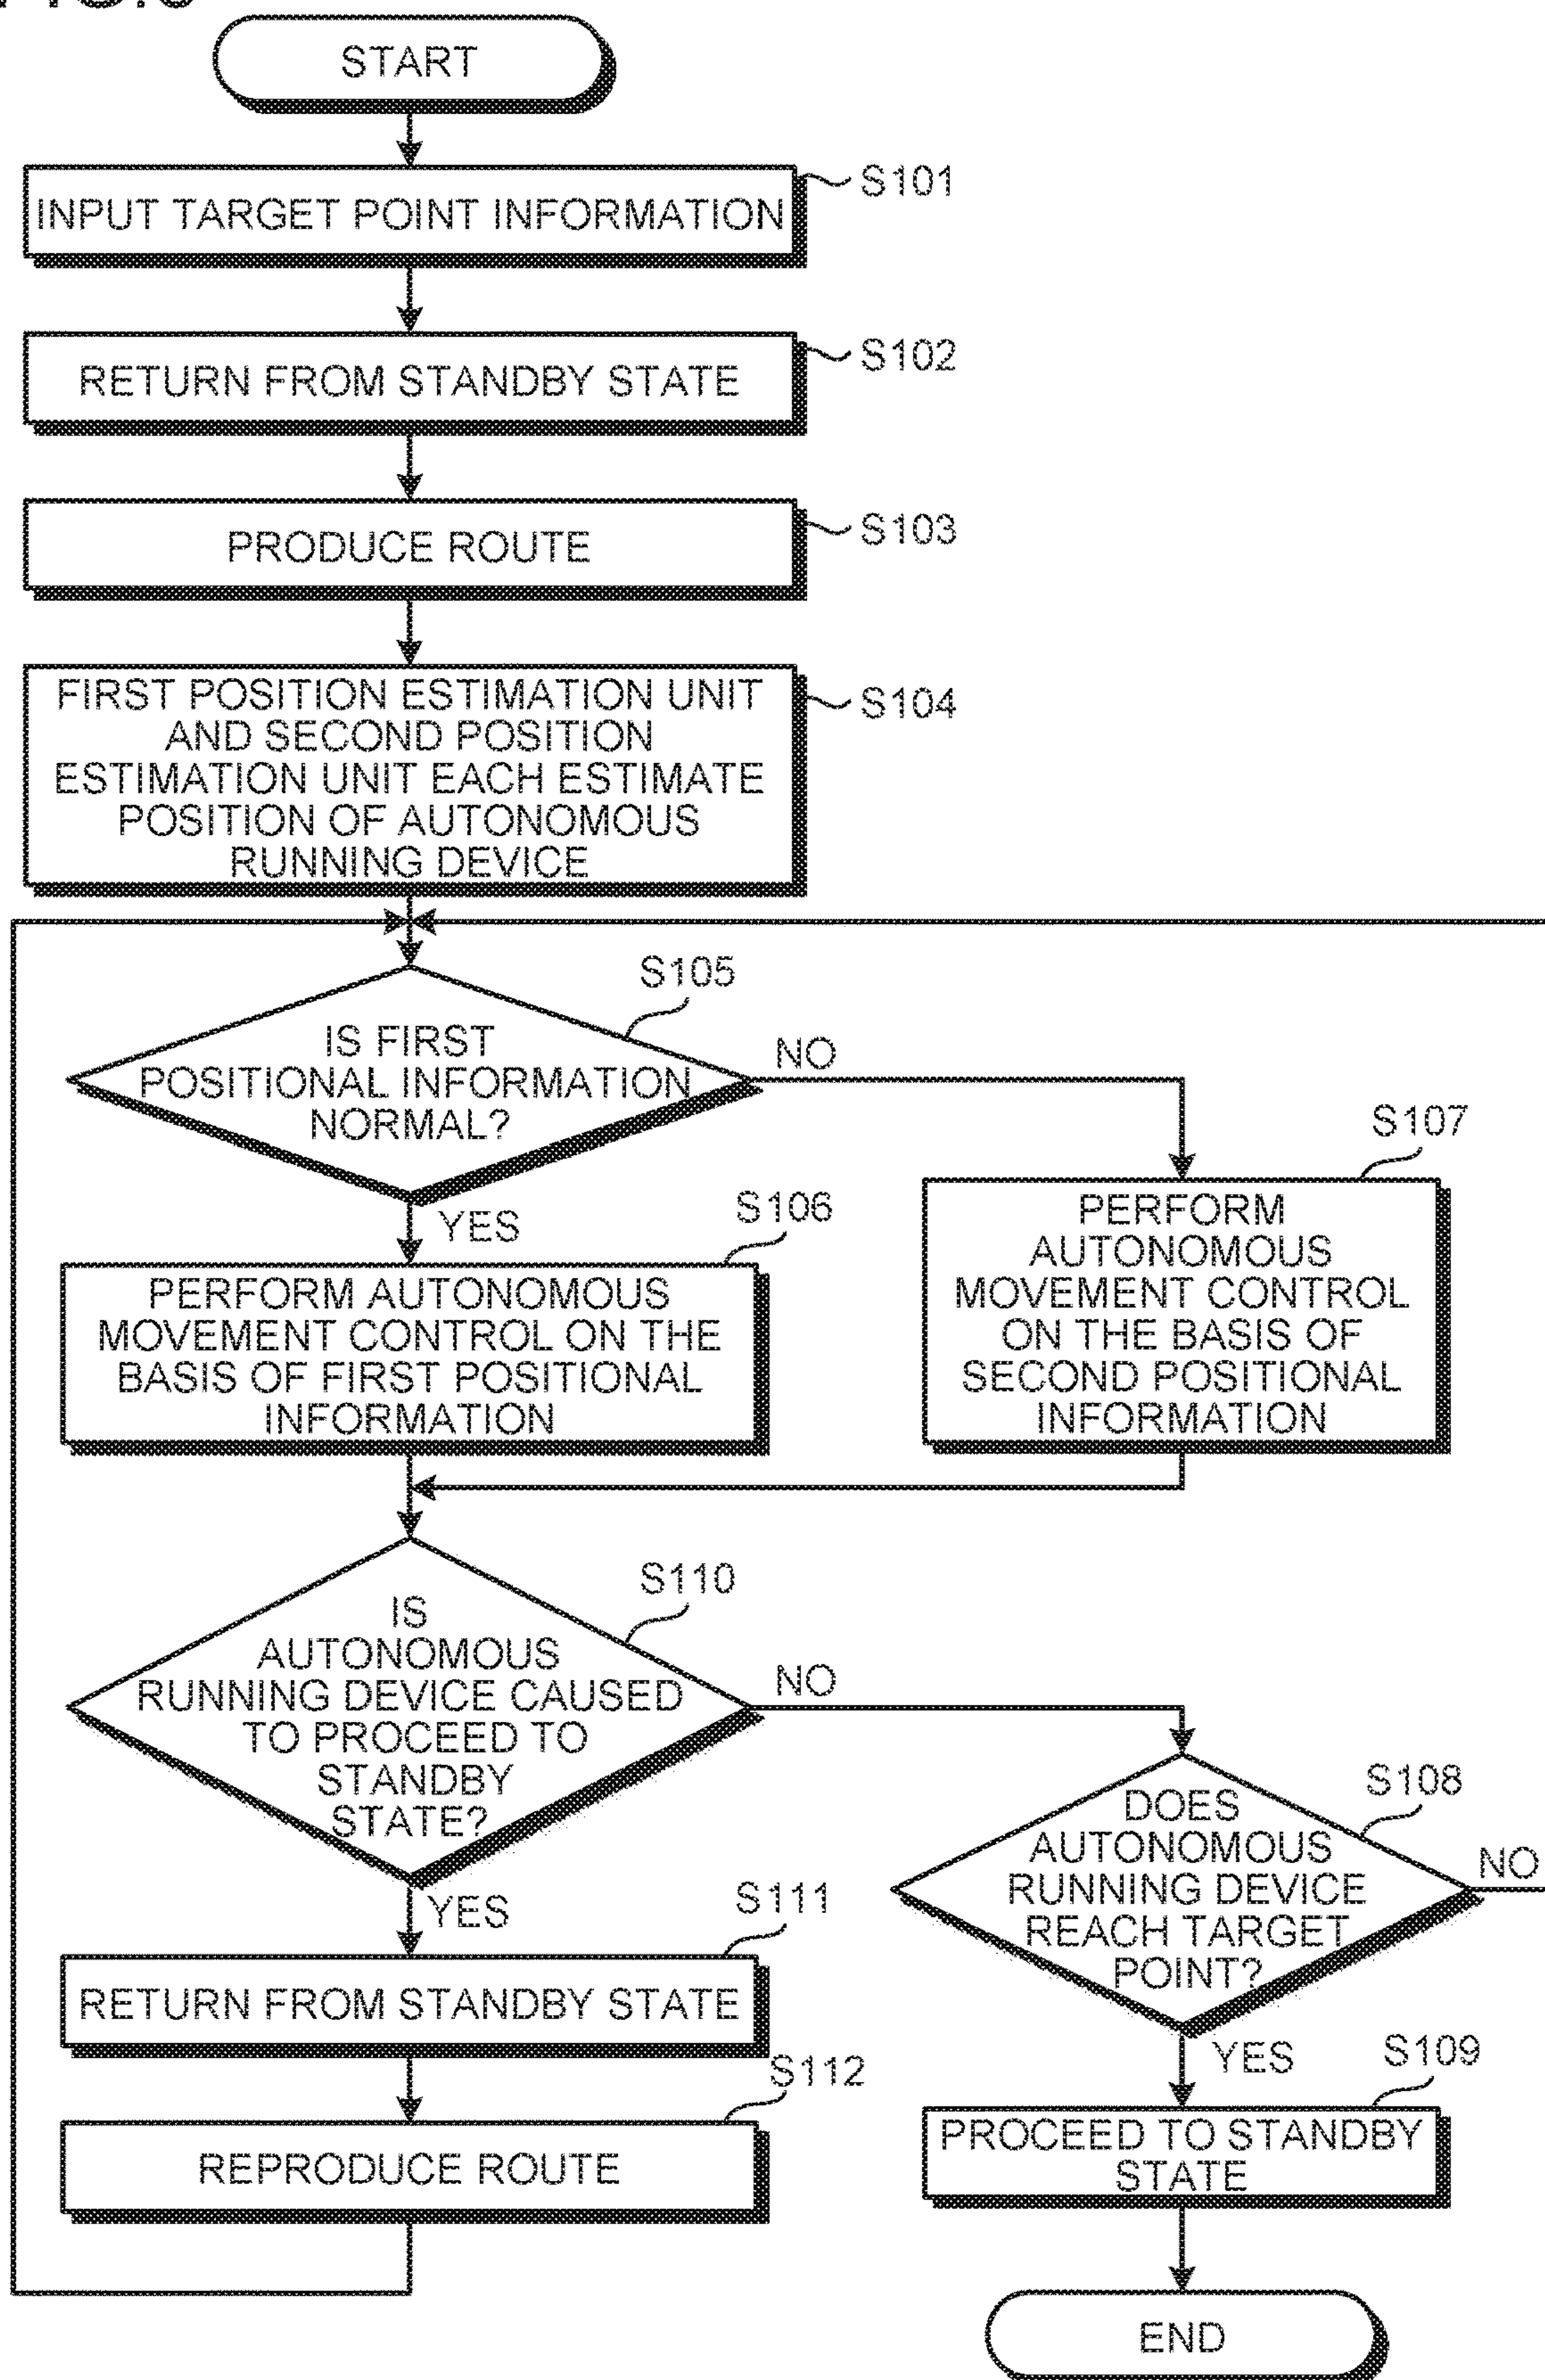 START
S101
INPUT TARGET POINT INFORMATION
S102
RETURN FROM STANDBY STATE
S103
PRODUCE ROUTE
S104
FIRST POSITION ESTIMATION UNIT
AND SECOND POSITION
ESTIMATION UNIT EACH ESTIMATE
POSITION OF AUTONOMOUS
RUNNING DEVICE
S105
IS FIRST
POSITIONAL INFORMATION
NORMAL?
NO
YES
S106
PERFORM AUTONOMOUS
MOVEMENT CONTROL ON THE
BASIS OF FIRST POSITIONAL
INFORMATION
S107
PERFORM
AUTONOMOUS
MOVEMENT CONTROL
ON THE BASIS OF
SECOND POSITIONAL
INFORMATION
S110
IS
AUTONOMOUS
RUNNING DEVICE CAUSED
TO PROCEED TO
STANDBY
STATE?
NO
YES
S111
RETURN FROM STANDBY STATE
S112
REPRODUCE ROUTE
S108
DOES
AUTONOMOUS
RUNNING DEVICE
REACH TARGET
POINT?
NO
YES
S109
PROCEED TO STANDBY
STATE
END